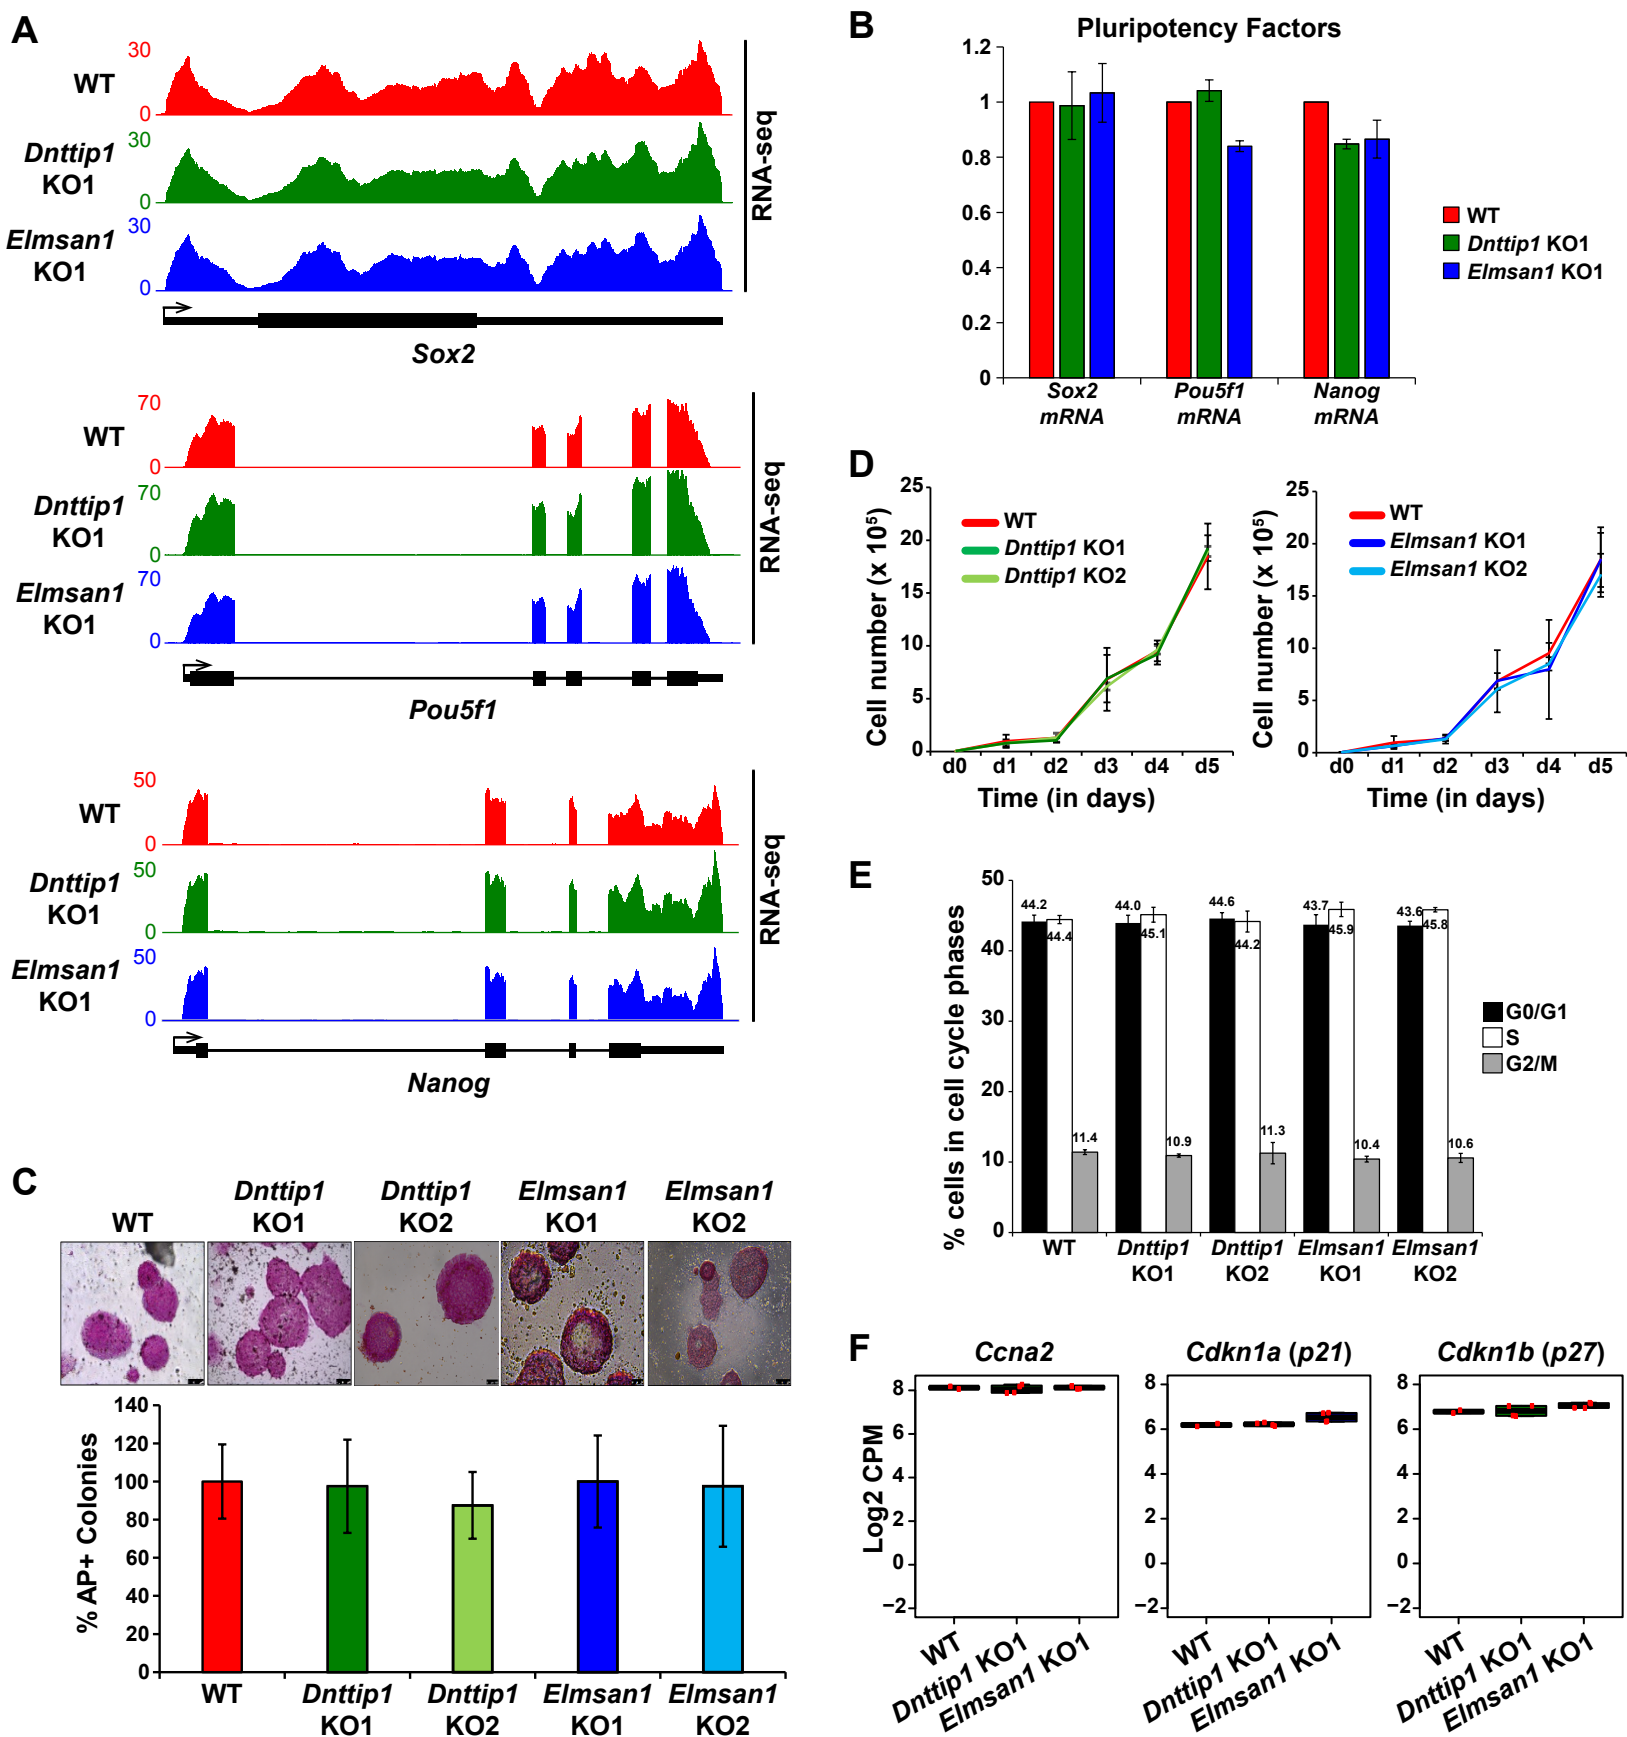 A
30
WT
0
30
Dnttip1
KO1
0
30
Elmsan1
KO1
0
RNA-seq
Sox2
70
WT
0
70
Dnttip1
KO1
0
70
Elmsan1
KO1
0
RNA-seq
Pou5f1
50
WT
0
50
Dnttip1
KO1
0
50
Elmsan1
KO1
0
RNA-seq
Nanog
B
Pluripotency Factors
1.2
1
0.8
0.6
0.4
0.2
0
Sox2 mRNA
Pou5f1 mRNA
Nanog mRNA
WT
Dnttip1 KO1
Elmsan1 KO1
C
WT
Dnttip1 KO1
Dnttip1 KO2
Elmsan1 KO1
Elmsan1 KO2
% AP+ Colonies
140
120
100
80
60
40
20
0
WT
Dnttip1 KO1
Dnttip1 KO2
Elmsan1 KO1
Elmsan1 KO2
D
Cell number (x 10⁵)
25
20
15
10
5
0
WT
Dnttip1 KO1
Dnttip1 KO2
d0 d1 d2 d3 d4 d5
Time (in days)
Cell number (x 10⁵)
25
20
15
10
5
0
WT
Elmsan1 KO1
Elmsan1 KO2
d0 d1 d2 d3 d4 d5
Time (in days)
E
% cells in cell cycle phases
50
40
30
20
10
0
44.2 44.4 11.4
44.0 45.1 10.9
44.6 44.2 11.3
43.7 45.9 10.4
43.6 45.8 10.6
WT
Dnttip1 KO1
Dnttip1 KO2
Elmsan1 KO1
Elmsan1 KO2
G0/G1
S
G2/M
F
Log2 CPM
Ccna2
8
6
4
2
0
−2
WT
Dnttip1 KO1
Elmsan1 KO1
Cdkn1a (p21)
8
6
4
2
0
−2
WT
Dnttip1 KO1
Elmsan1 KO1
Cdkn1b (p27)
8
6
4
2
0
−2
WT
Dnttip1 KO1
Elmsan1 KO1